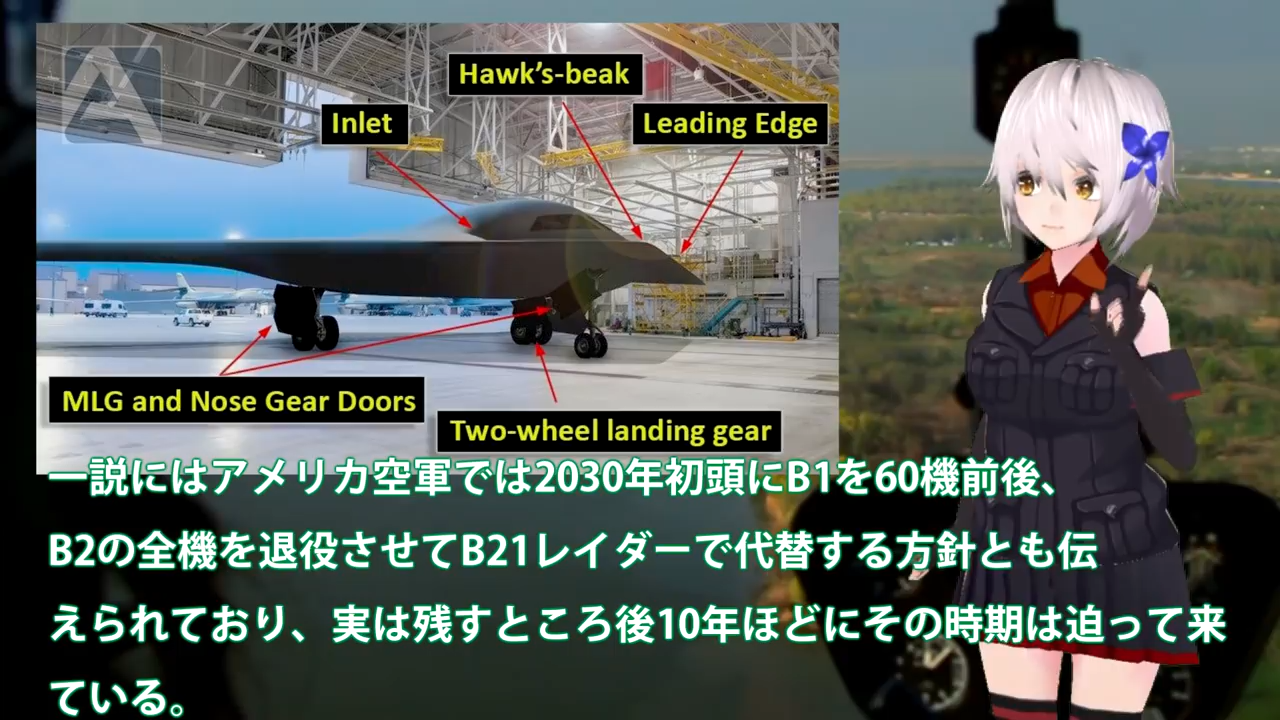 Hawk's-beak
Inlet
Leading Edge
MLG and Nose Gear Doors
Two-wheel landing gear
一説にはアメリカ空軍では2030年初頭にB1を60機前後、
B2の全機を退役させてB21レイダーで代替する方針とも伝
えられており、実は残すところ後10年ほどにその時期は迫って来
ている。